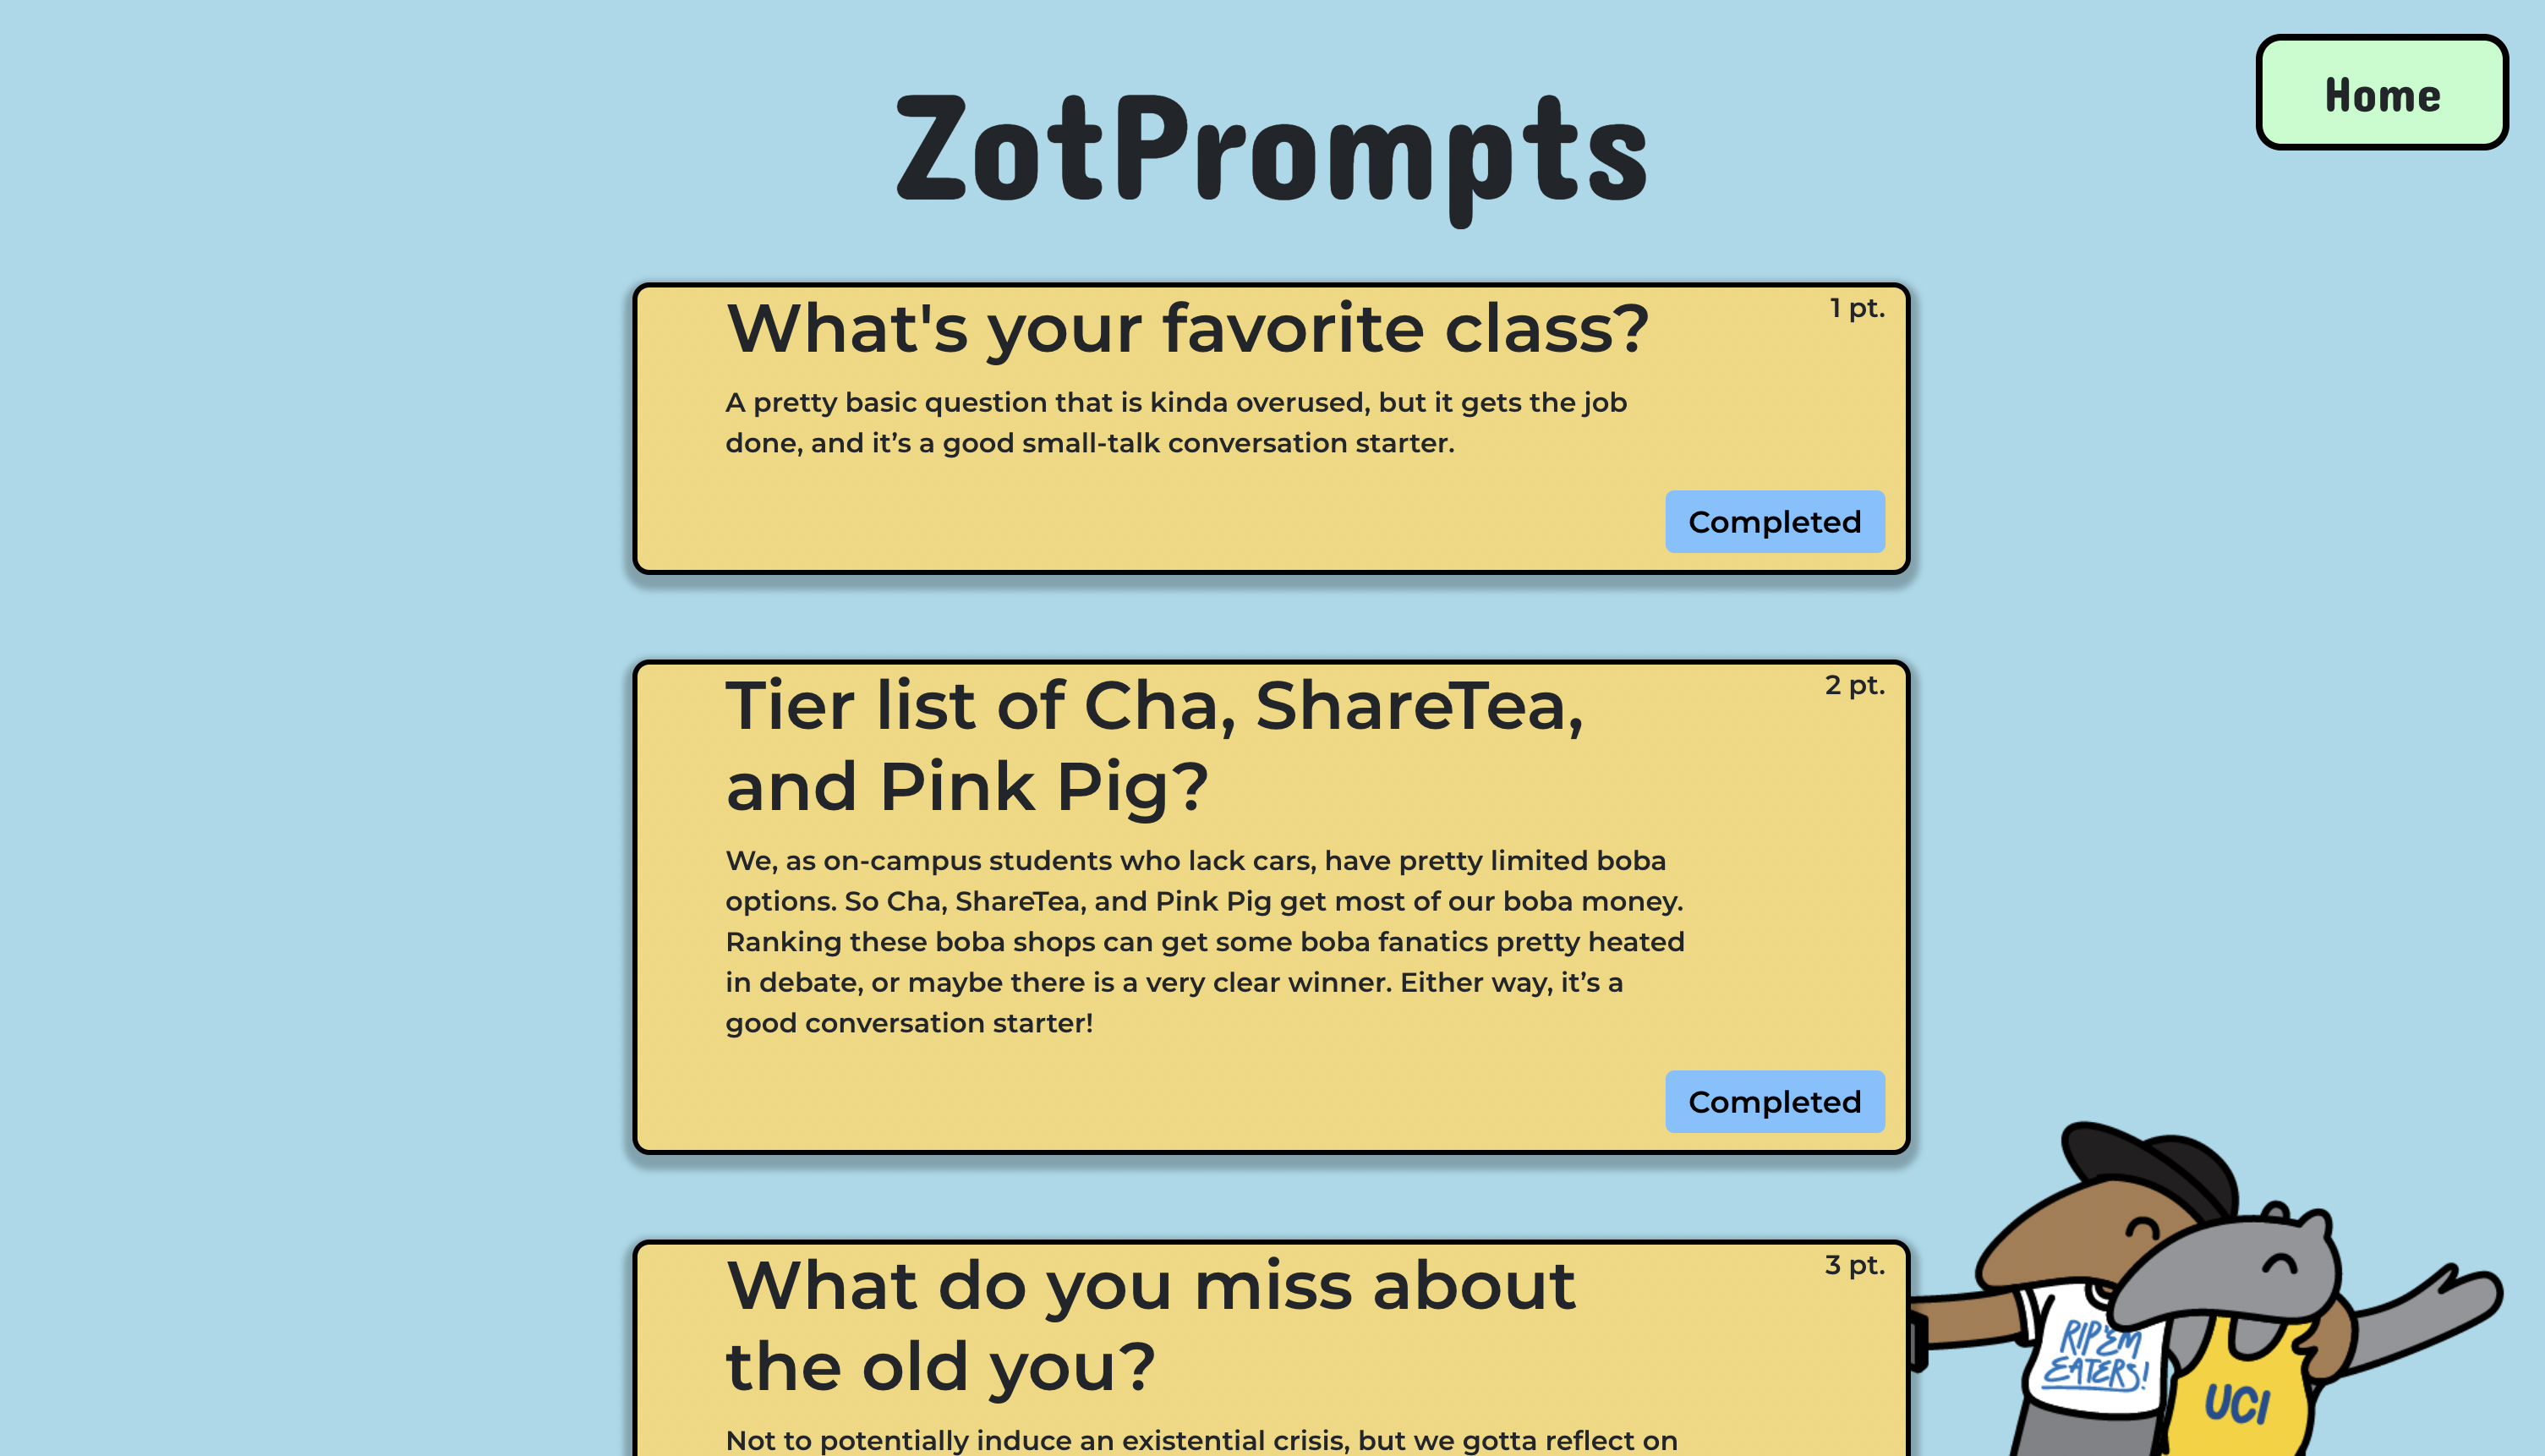 Home
ZotPrompts
What's your favorite class?
1 pt.
A pretty basic question that is kinda overused, but it gets the job
done, and it’s a good small-talk conversation starter.
Completed
Tier list of Cha, ShareTea,
and Pink Pig?
2 pt.
We, as on-campus students who lack cars, have pretty limited boba
options. So Cha, ShareTea, and Pink Pig get most of our boba money.
Ranking these boba shops can get some boba fanatics pretty heated
in debate, or maybe there is a very clear winner. Either way, it’s a
good conversation starter!
Completed
What do you miss about
the old you?
3 pt.
Not to potentially induce an existential crisis, but we gotta reflect on
RIP'EM
EATERS!
UCI